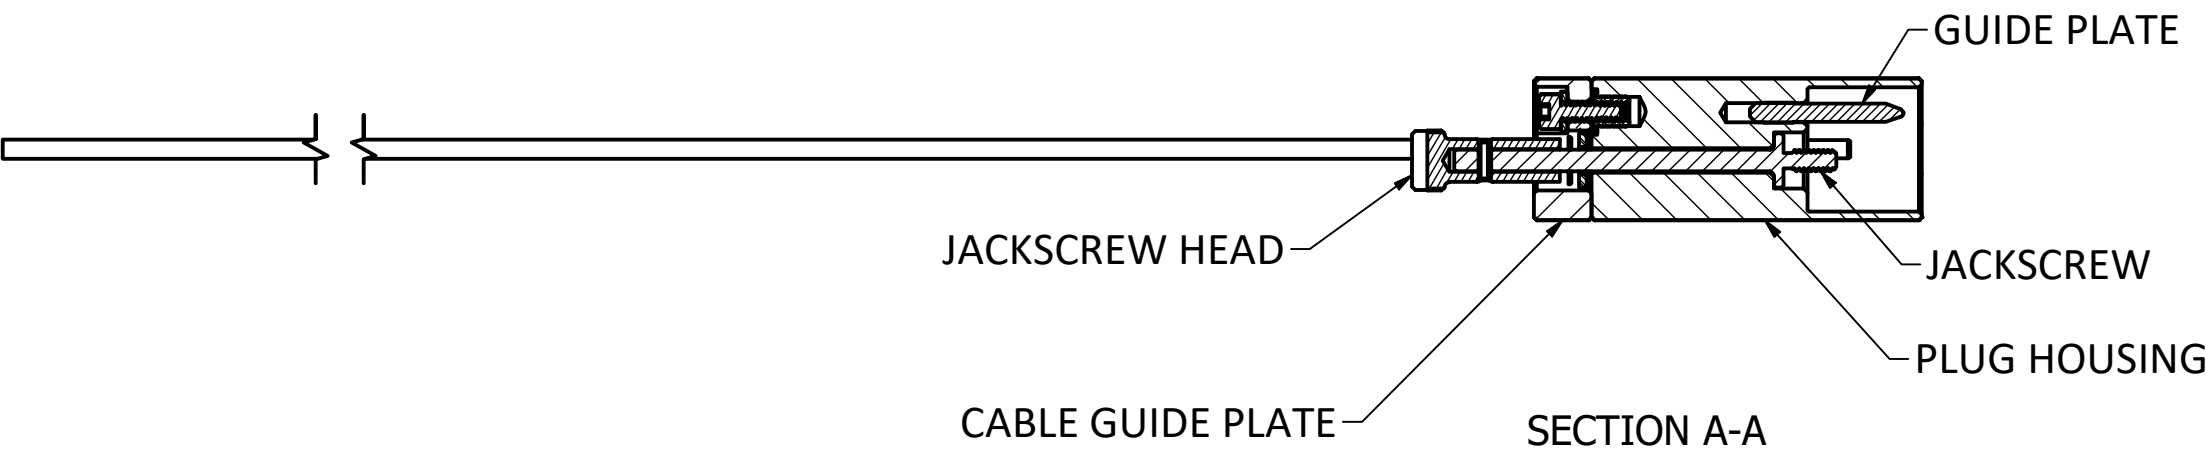 GUIDE PLATE
JACKSCREW HEAD
JACKSCREW
PLUG HOUSING
CABLE GUIDE PLATE
SECTION A-A